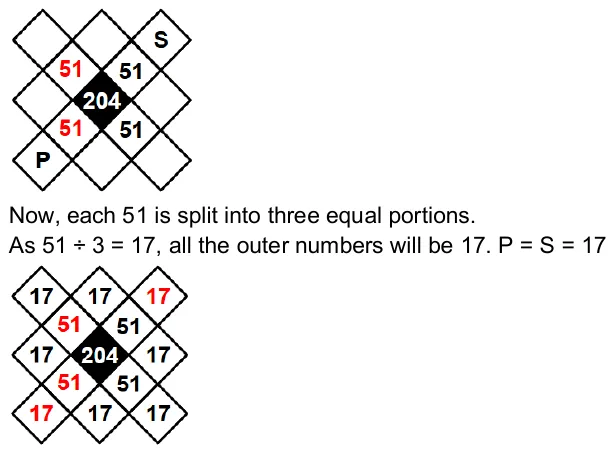 S
51 51
204
51 51
P
Now, each 51 is split into three equal portions.
As 51 ÷ 3 = 17, all the outer numbers will be 17. P = S = 17
17 17 17
51 51
17 204 17
51 51
17 17 17